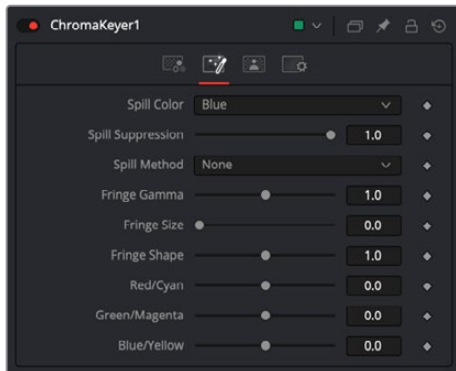 ChromaKeyer1
Spill Color Blue
Spill Suppression 1.0
Spill Method None
Fringe Gamma 1.0
Fringe Size 0.0
Fringe Shape 1.0
Red/Cyan 0.0
Green/Magenta 0.0
Blue/Yellow 0.0